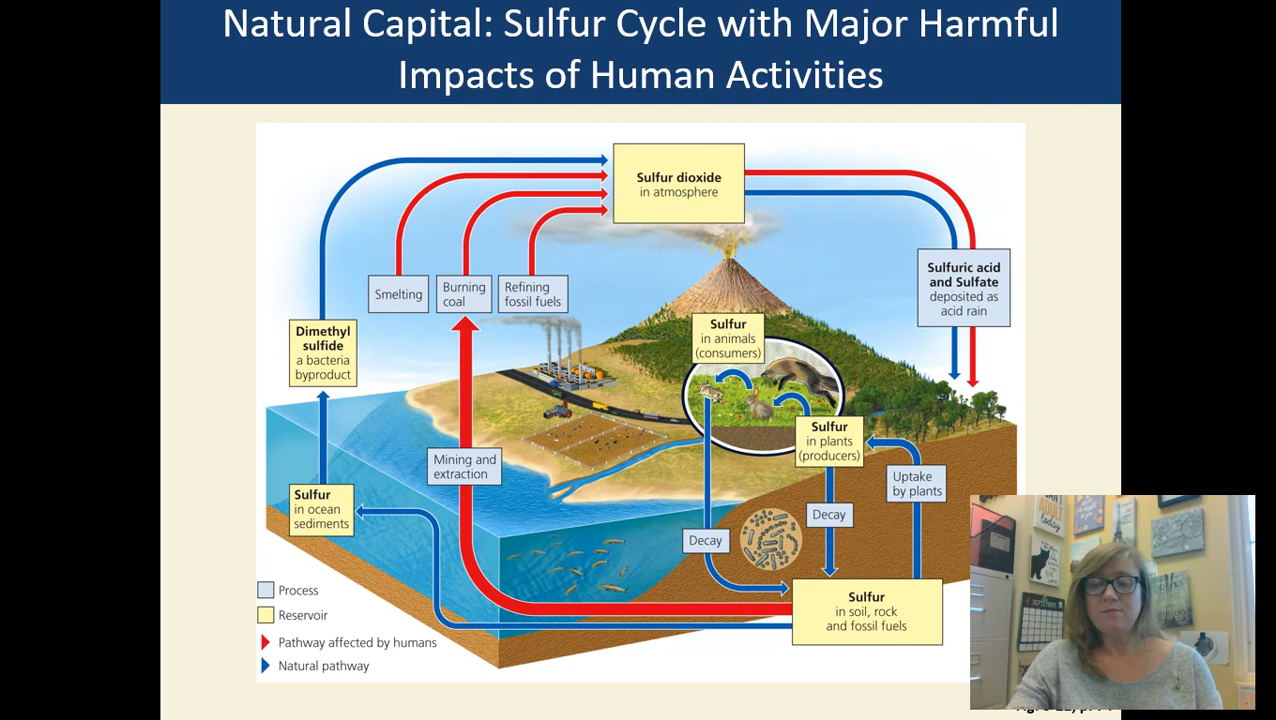 Natural Capital: Sulfur Cycle with Major Harmful
Impacts of Human Activities
Sulfur dioxide
in atmosphere
Smelting
Burning
coal
Refining
fossil fuels
Sulfuric acid
and Sulfate
deposited as
acid rain
Dimethyl
sulfide
a bacteria
byproduct
Sulfur
in animals
(consumers)
Sulfur
in plants
(producers)
Mining and
extraction
Uptake
by plants
Sulfur
in ocean
sediments
Decay
Decay
Sulfur
in soil, rock
and fossil fuels
Process
Reservoir
Pathway affected by humans
Natural pathway
today
SEPTEMBER